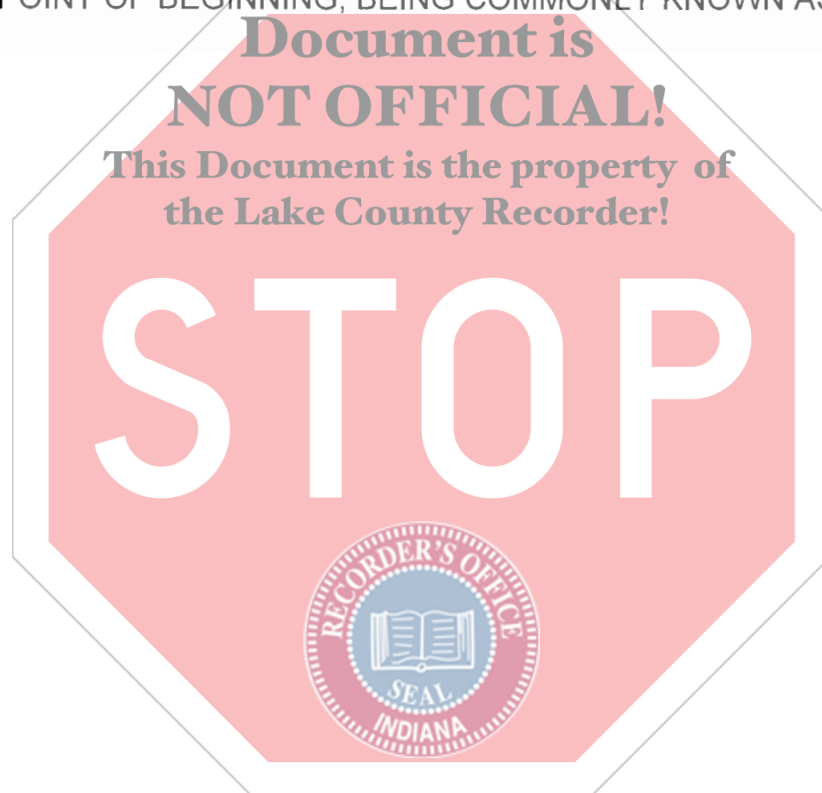 POINT OF BEGINNING, BEING COMMONLY KNOWN AS
Document is
NOT OFFICIAL!
This Document is the property of
the Lake County Recorder!
STOP
RECORDER'S OFFICE
SEAL
INDIANA